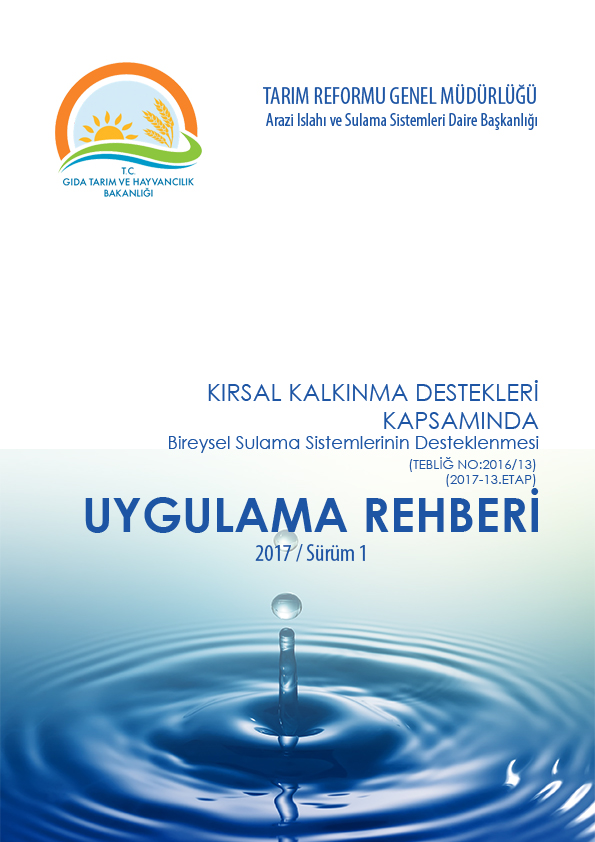 TARIM REFORMU GENEL MÜDÜRLÜĞÜ
Arazi Islahı ve Sulama Sistemleri Daire Başkanlığı
T.C.
GIDA TARIM VE HAYVANCILIK
BAKANLIĞI
KIRSAL KALKINMA DESTEKLERİ
KAPSAMINDA
Bireysel Sulama Sistemlerinin Desteklenmesi
(TEBLİĞ NO:2016/13)
(2017-13.ETAP)
UYGULAMA REHBERİ
2017 / Sürüm 1